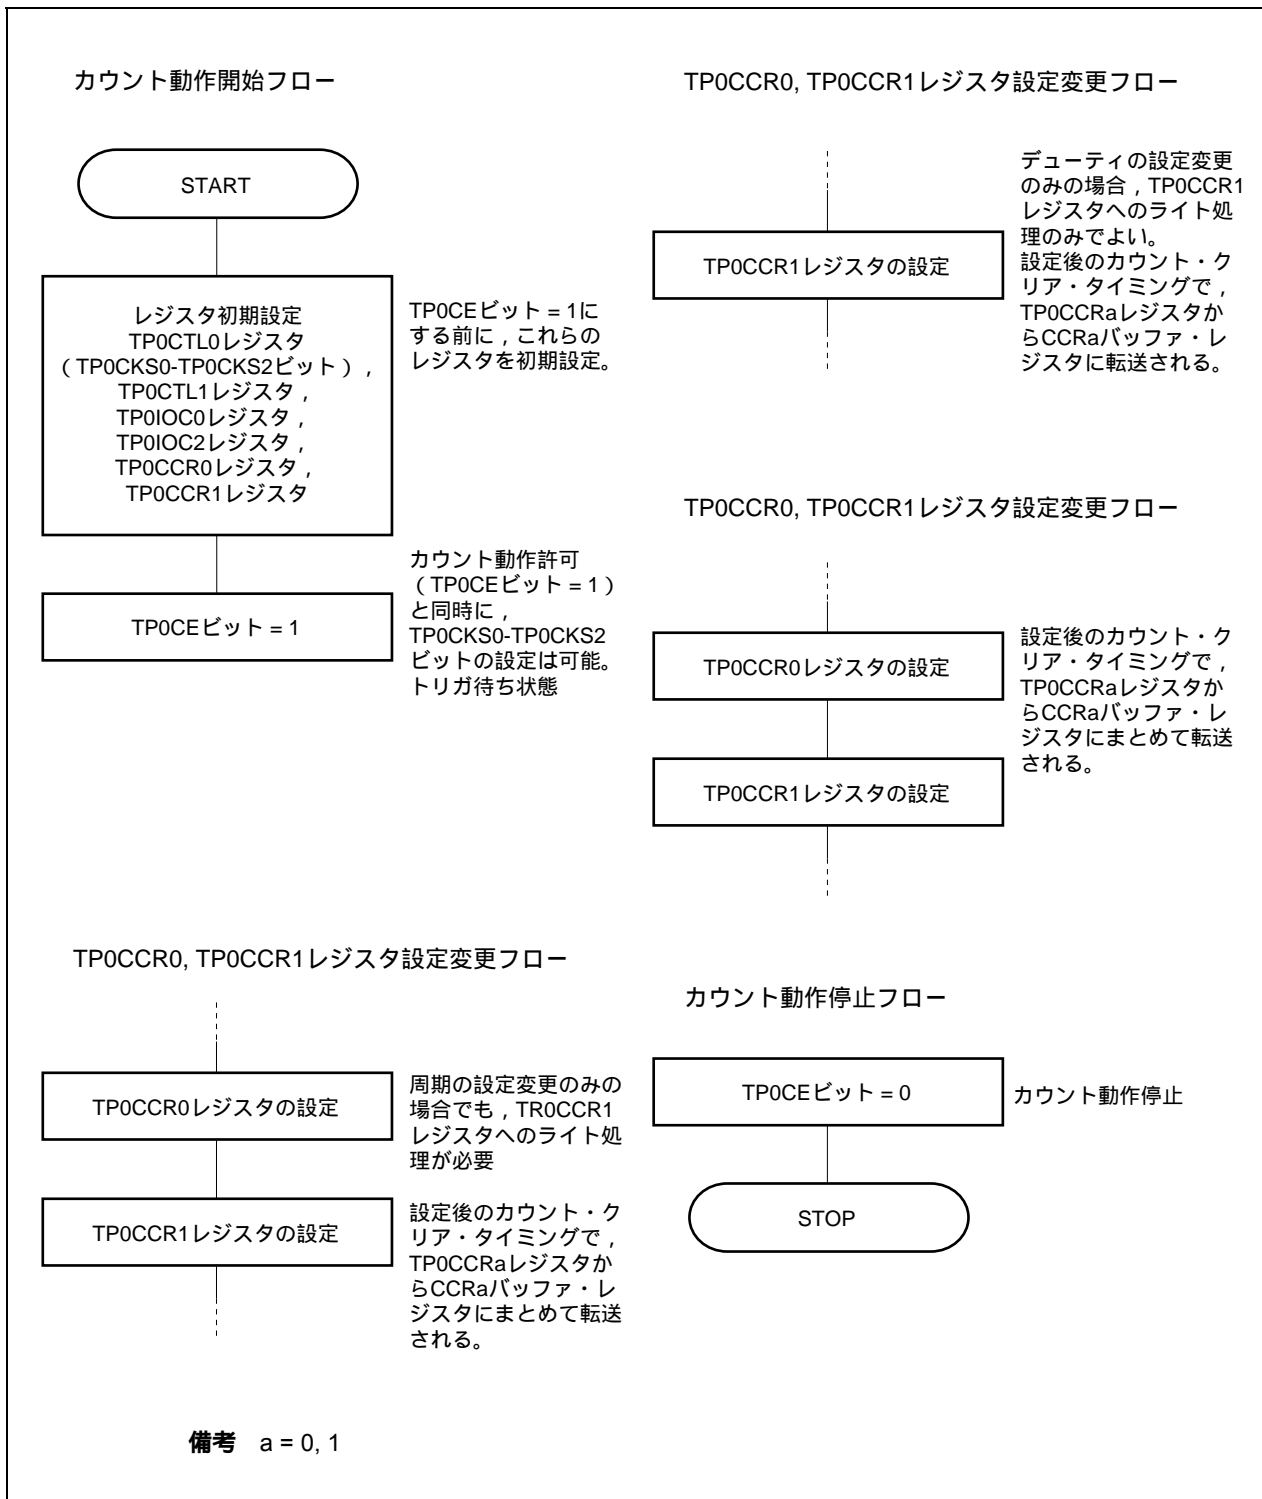 カウント動作開始フロー
START
レジスタ初期設定
TP0CTL0レジスタ
（TP0CKS0-TP0CKS2ビット），
TP0CTL1レジスタ，
TP0IOC0レジスタ，
TP0IOC2レジスタ，
TP0CCR0レジスタ，
TP0CCR1レジスタ
TP0CEビット = 1に
する前に，これらの
レジスタを初期設定。
TP0CEビット = 1
カウント動作許可
（TP0CEビット = 1）
と同時に，
TP0CKS0-TP0CKS2
ビットの設定は可能。
トリガ待ち状態
TP0CCR0, TP0CCR1レジスタ設定変更フロー
TP0CCR0レジスタの設定
周期の設定変更のみの
場合でも，TR0CCR1
レジスタへのライト処
理が必要
TP0CCR1レジスタの設定
設定後のカウント・ク
リア・タイミングで，
TP0CCRaレジスタか
らCCRaバッファ・レ
ジスタにまとめて転送
される。
TP0CCR0, TP0CCR1レジスタ設定変更フロー
TP0CCR1レジスタの設定
デューティの設定変更
のみの場合，TP0CCR1
レジスタへのライト処
理のみでよい。
設定後のカウント・ク
リア・タイミングで，
TP0CCRaレジスタか
らCCRaバッファ・レ
ジスタに転送される。
TP0CCR0, TP0CCR1レジスタ設定変更フロー
TP0CCR0レジスタの設定
設定後のカウント・ク
リア・タイミングで，
TP0CCRaレジスタか
らCCRaバッファ・レ
ジスタにまとめて転送
される。
TP0CCR1レジスタの設定
カウント動作停止フロー
TP0CEビット = 0
カウント動作停止
STOP
備考 a = 0, 1